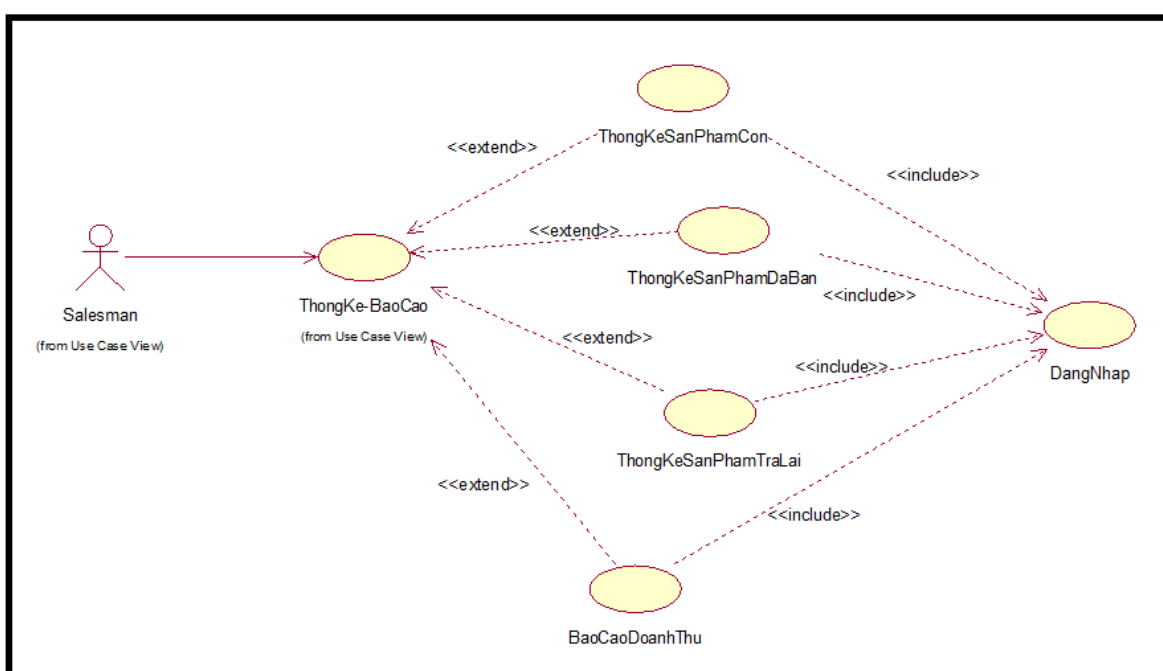 ThongKeSanPhamCon
<<extend>>
<<include>>
<<extend>>
ThongKeSanPhamDaBan
<<include>>
Salesman
(from Use Case View)
ThongKe-BaoCao
(from Use Case View)
<<extend>>
<<include>>
DangNhap
ThongKeSanPhamTraLai
<<extend>>
<<include>>
BaoCaoDoanhThu